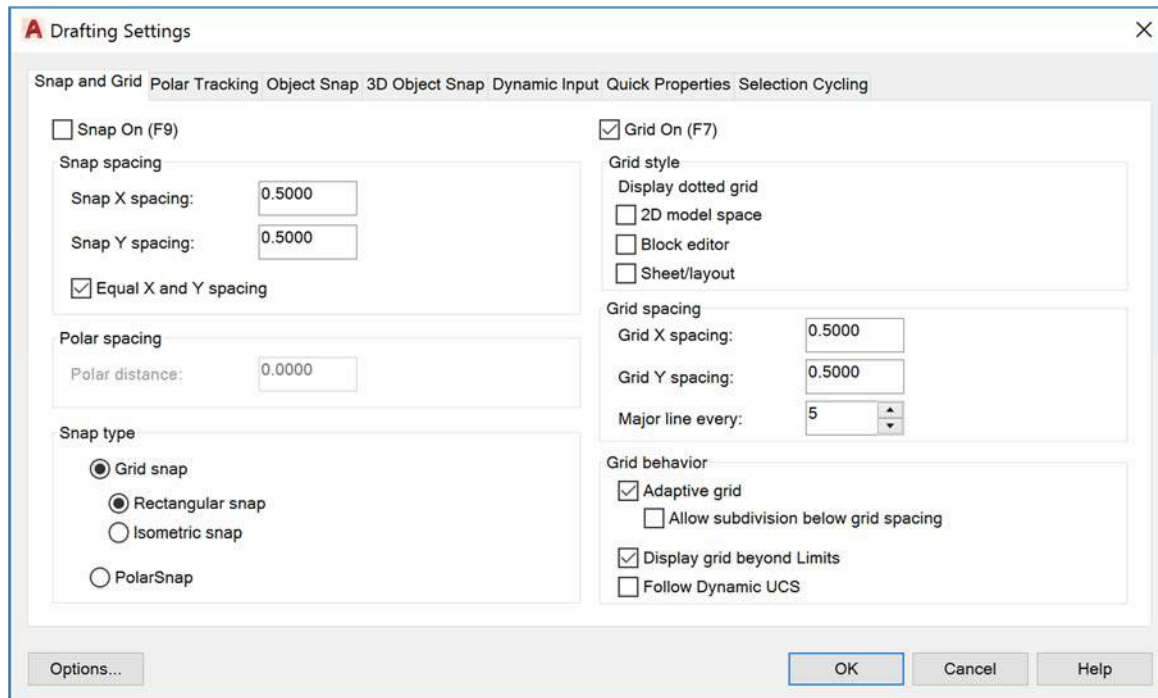 Drafting Settings
Snap and Grid Polar Tracking Object Snap 3D Object Snap Dynamic Input Quick Properties Selection Cycling
Snap On (F9)
Snap spacing
Snap X spacing: 0.5000
Snap Y spacing: 0.5000
Equal X and Y spacing
Polar spacing
Polar distance: 0.0000
Snap type
Grid snap
Rectangular snap
Isometric snap
PolarSnap
Grid On (F7)
Grid style
Display dotted grid
2D model space
Block editor
Sheet/layout
Grid spacing
Grid X spacing: 0.5000
Grid Y spacing: 0.5000
Major line every: 5
Grid behavior
Adaptive grid
Allow subdivision below grid spacing
Display grid beyond Limits
Follow Dynamic UCS
Options... OK Cancel Help